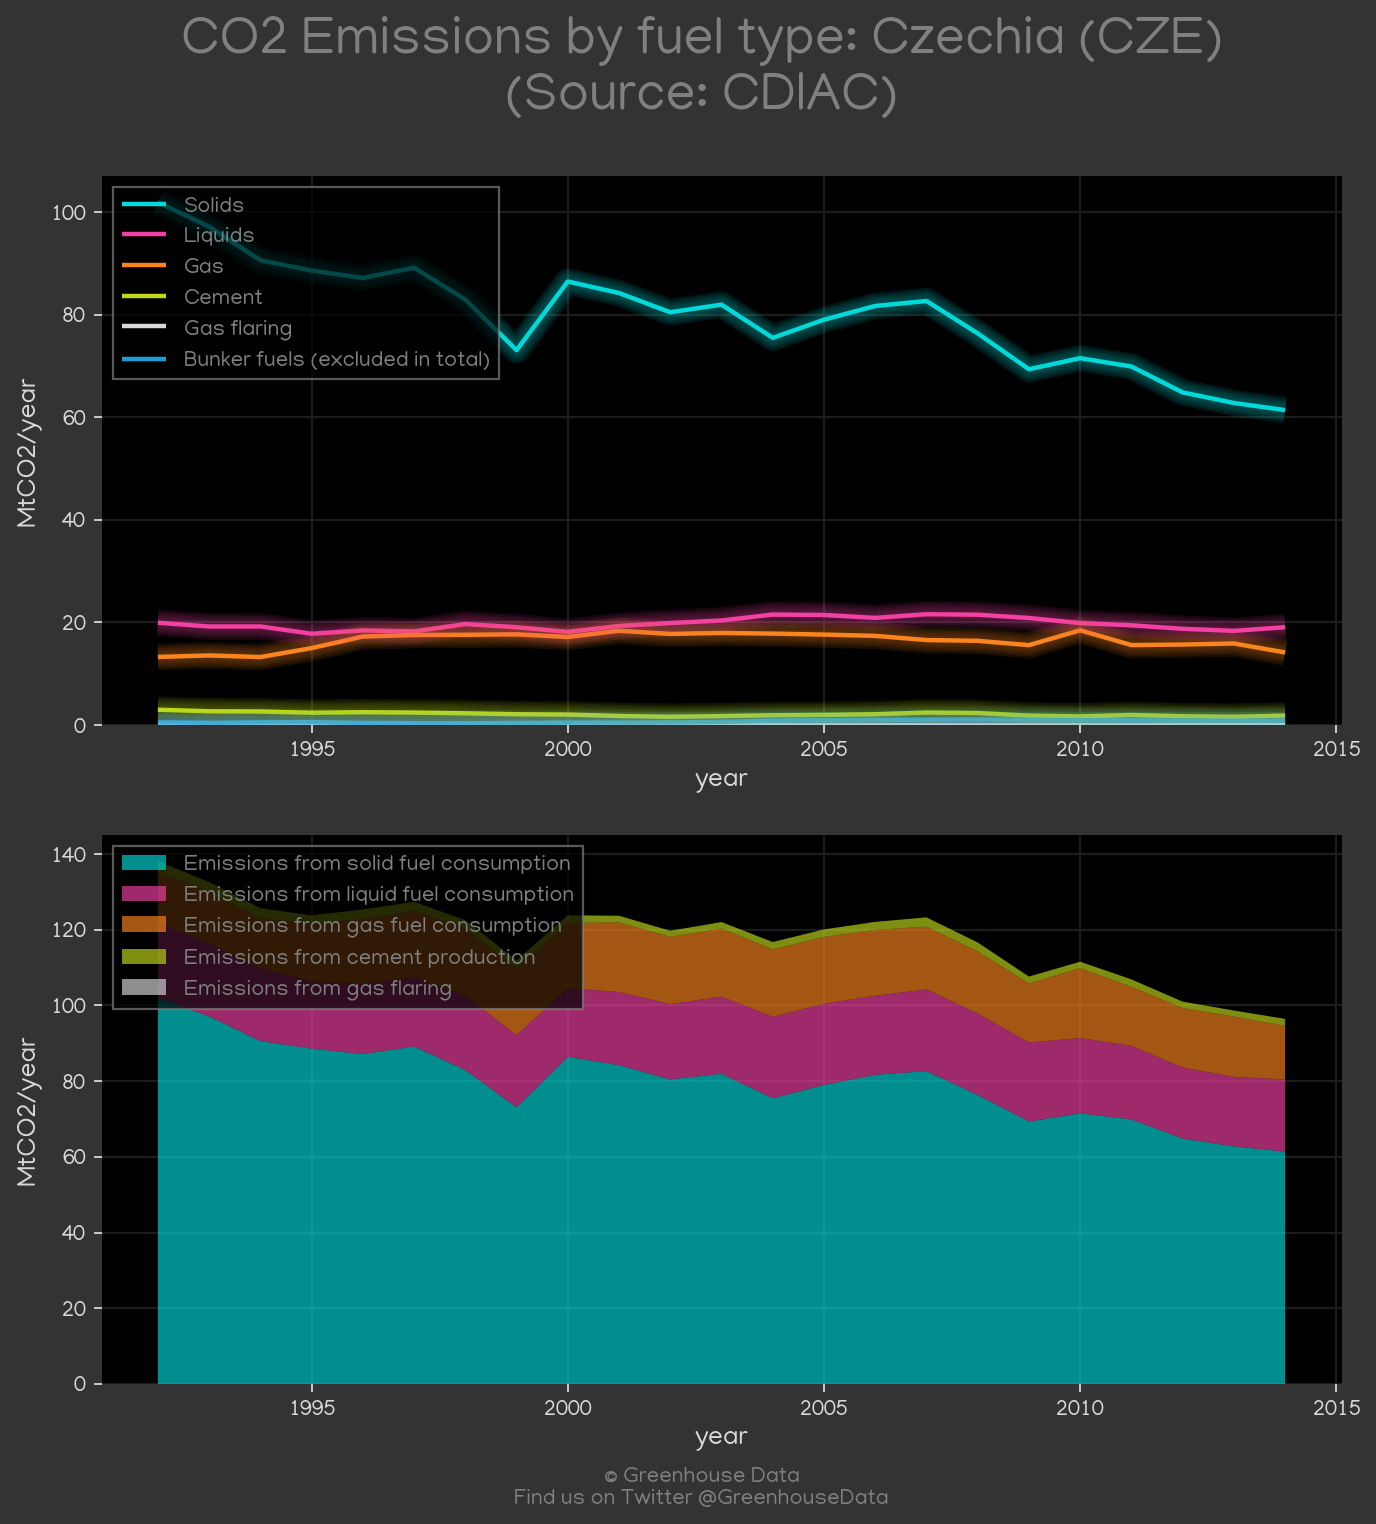 CO2 Emissions by fuel type: Czechia (CZE)
(Source: CDIAC)
Solids
Liquids
Gas
Cement
Gas flaring
Bunker fuels (excluded in total)
100
80
60
40
20
0
MtCO2/year
1995
2000
2005
2010
2015
year
Emissions from solid fuel consumption
Emissions from liquid fuel consumption
Emissions from gas fuel consumption
Emissions from cement production
Emissions from gas flaring
140
120
100
80
60
40
20
0
MtCO2/year
1995
2000
2005
2010
2015
year
© Greenhouse Data
Find us on Twitter @GreenhouseData